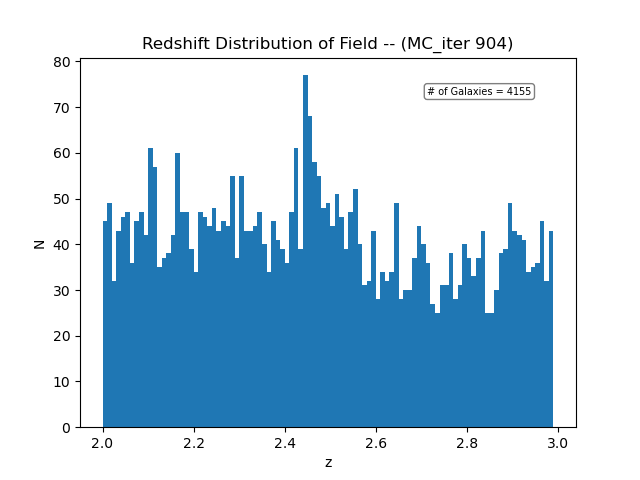 Redshift Distribution of Field -- (MC_iter 904)
# of Galaxies = 4155
80
70
60
50
40
30
20
10
0
N
2.0 2.2 2.4 2.6 2.8 3.0
z